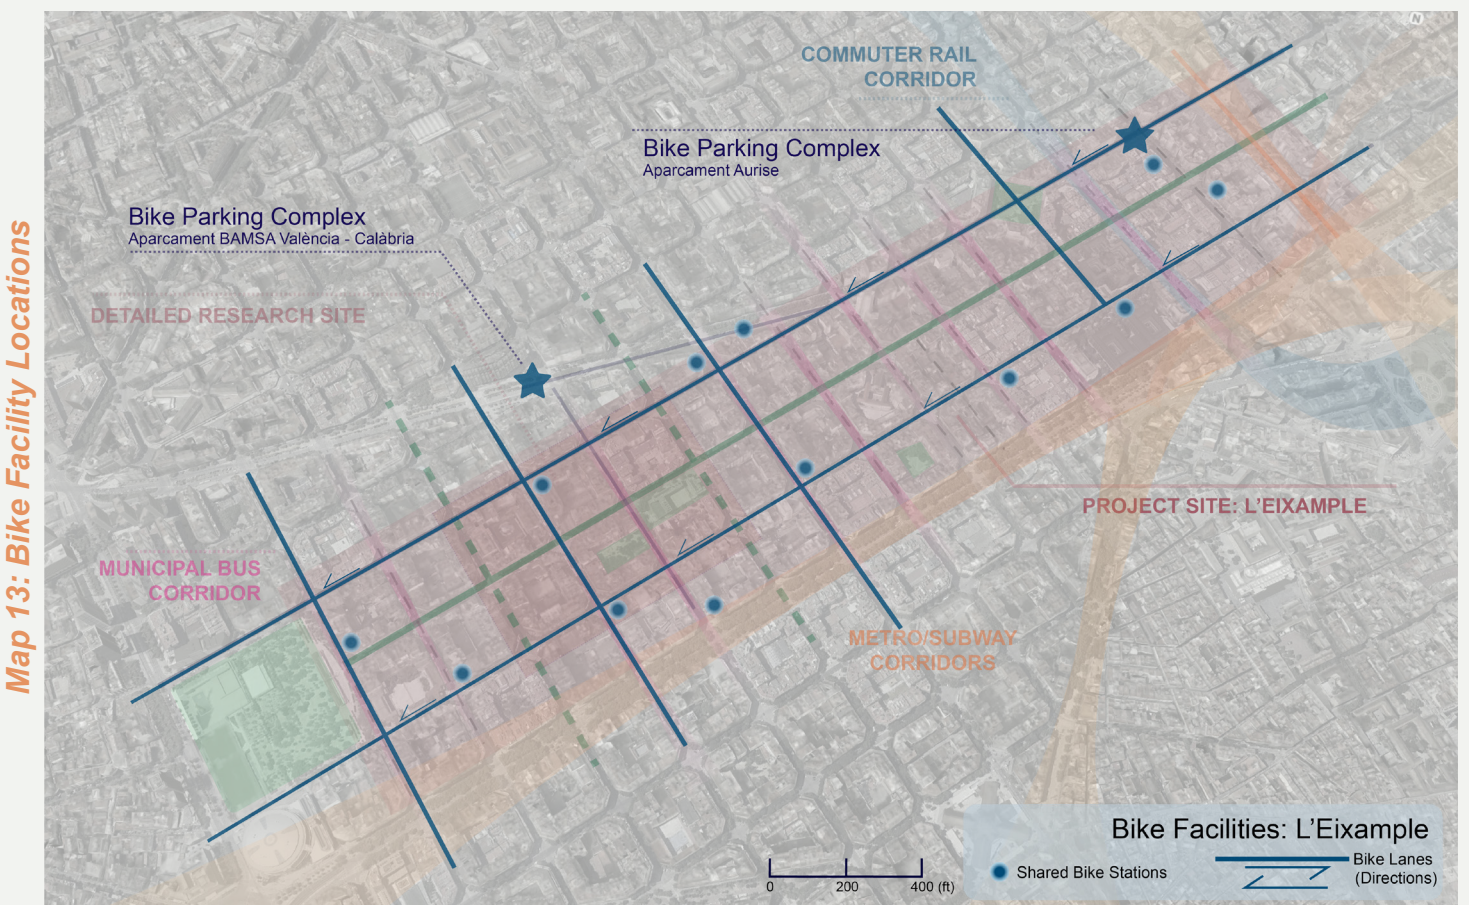 Map 13: Bike Facility Locations
N
COMMUTER RAIL
CORRIDOR
Bike Parking Complex
Aparcament Aurise
Bike Parking Complex
Aparcament BAMSA València - Calàbria
DETAILED RESEARCH SITE
PROJECT SITE: L'EIXAMPLE
MUNICIPAL BUS
CORRIDOR
METRO/SUBWAY
CORRIDORS
Bike Facilities: L'Eixample
Shared Bike Stations
Bike Lanes
(Directions)
0 200 400 (ft)